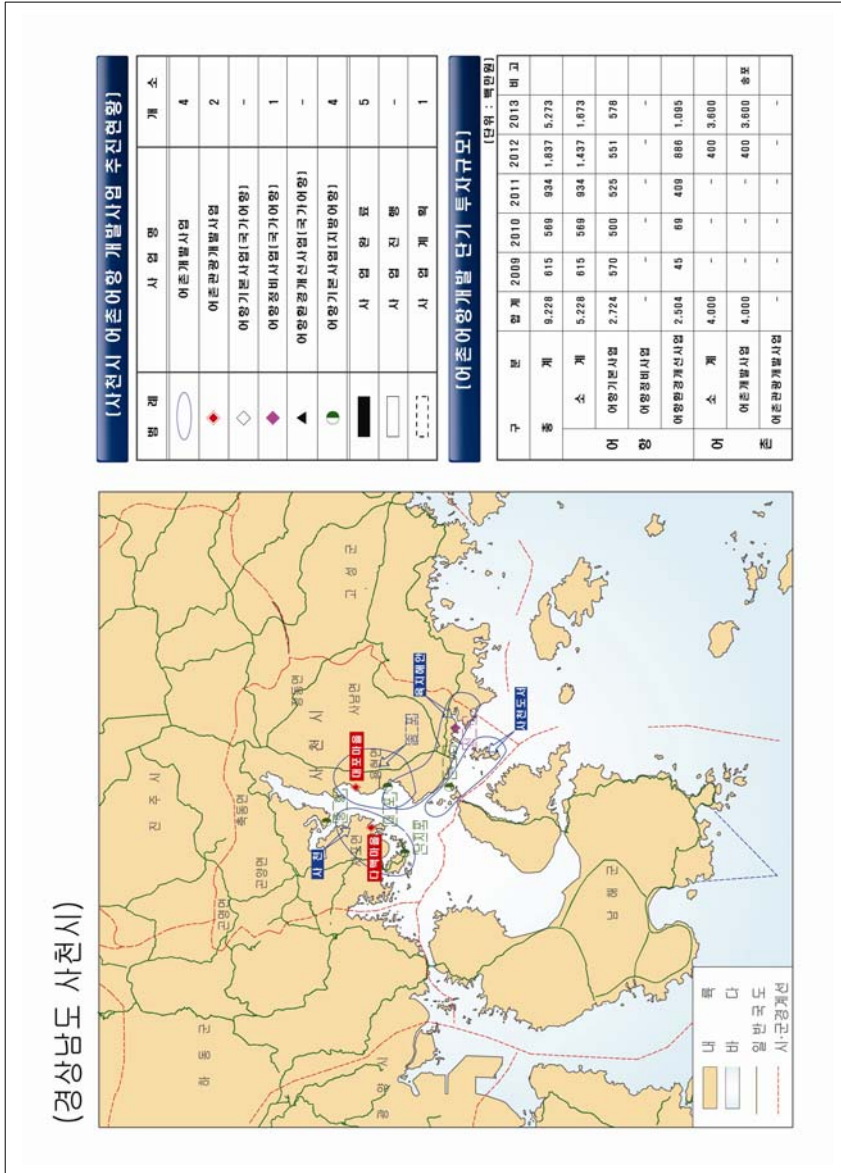 (경상남도 사천시)
하동군
진주시
곤명면
곤양면
축동면
정동면
사천시
사남면
고성군
용현면
서포면
광양시
남해군
사 천
다맥마을
대포마을
육지해안
사천도서
중 포
내 륙
바 다
일반국도
시·군경계선
[사천시 어촌어항 개발사업 추진현황]
범 례 사 업 명 개 소
어촌개발사업 4
어촌관광개발사업 2
어항기본사업[국가어항] -
어항정비사업[국가어항] 1
어항환경개선사업[국가어항] -
어항기본사업[지방어항] 4
사 업 완 료 5
사 업 진 행 -
사 업 계 획 1
[어촌어항개발 단기 투자규모]
[단위 : 백만원]
구 분 합 계 2009 2010 2011 2012 2013 비 고
총 계 9.228 615 569 934 1.837 5.273
어 항 소 계 5.228 615 569 934 1.437 1.673
어항기본사업 2.724 570 500 525 551 578
어항정비사업 - - - - - -
어항환경개선사업 2.504 45 69 409 886 1.095
어 촌 소 계 4.000 - - - 400 3.600
어촌개발사업 4.000 - - - 400 3.600 송포
어촌관광개발사업 - - - - - -